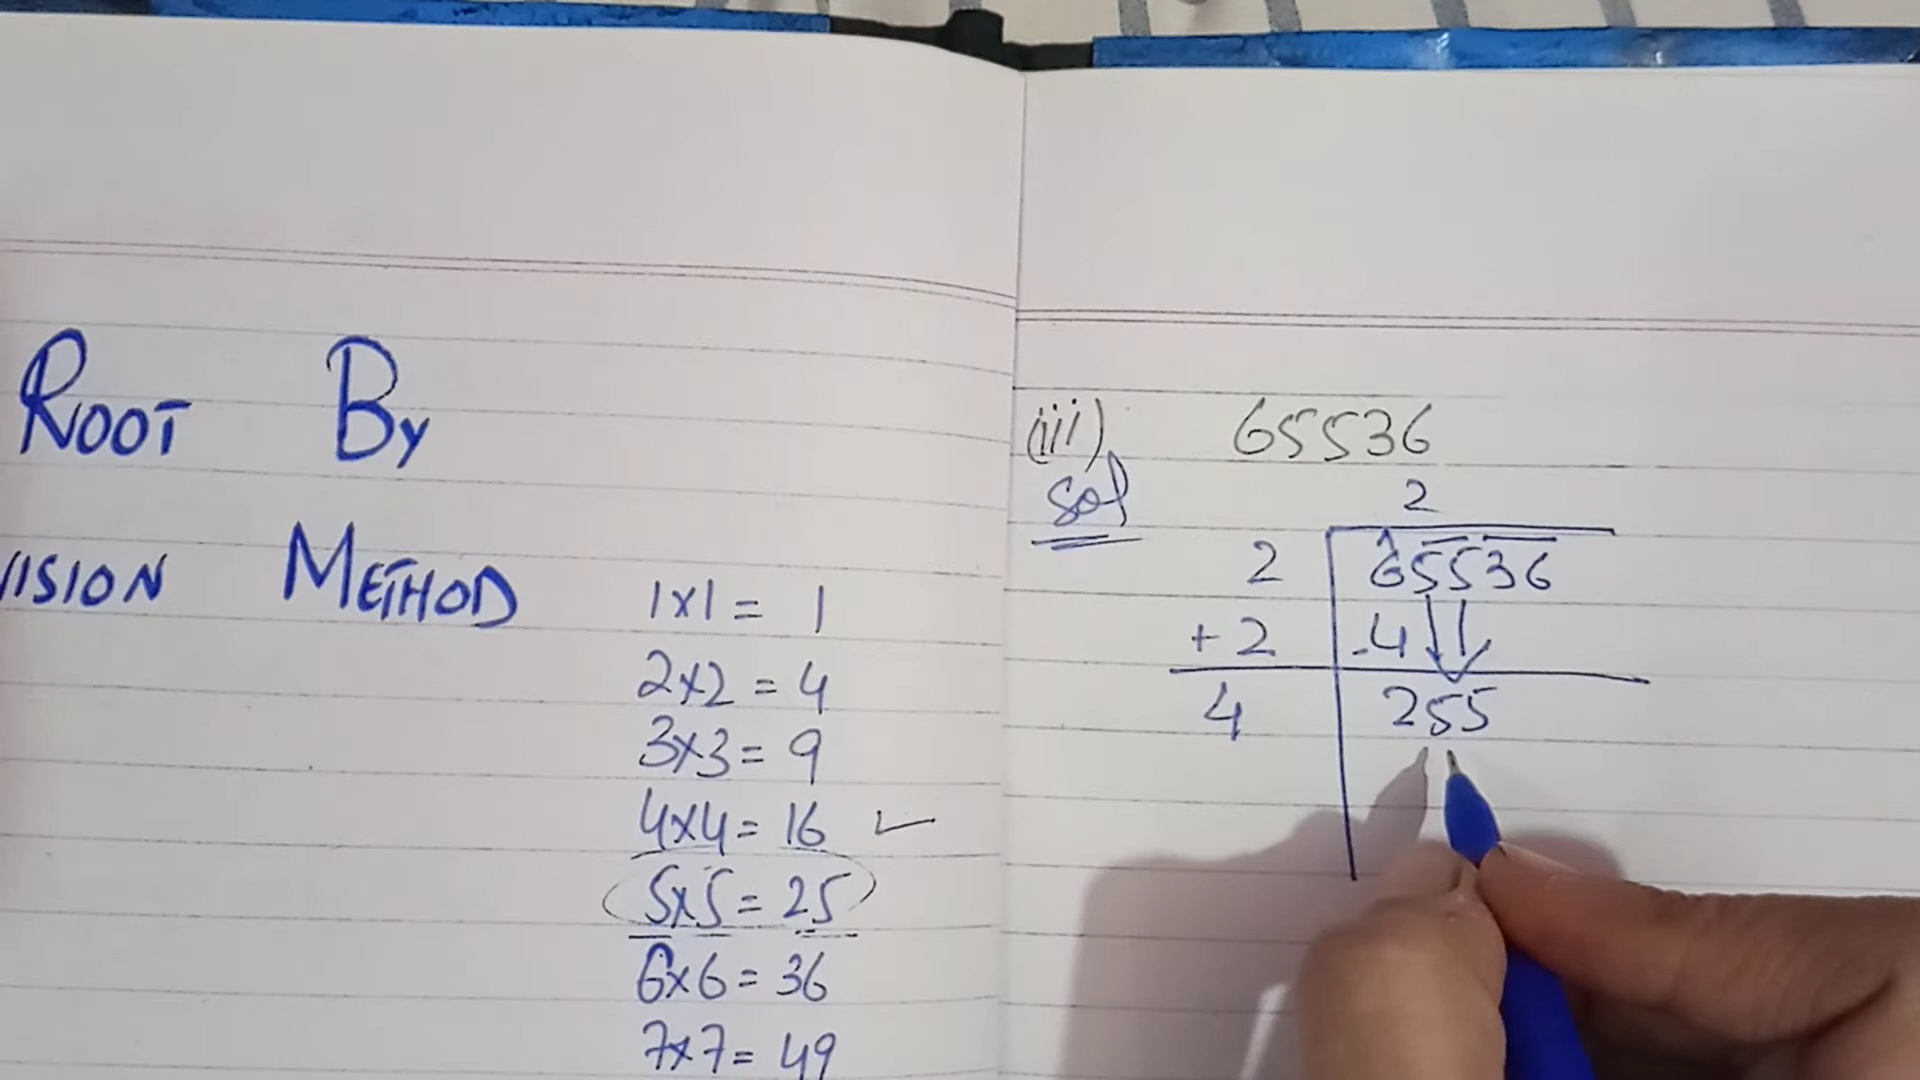 ROOT BY
VISION METHOD
1x1 = 1
2x2 = 4
3x3 = 9
4x4 = 16
5x5 = 25
6x6 = 36
7x7 = 49
(iii) 65536
Sol
2
2 65536
+ 2 - 4
4 255